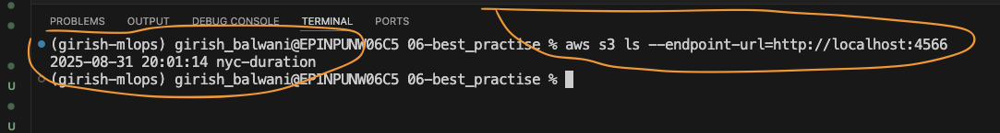 PROBLEMS OUTPUT DEBUG CONSOLE TERMINAL PORTS
(girish-mlops) girish_balwani@EPINPUNW06C5 06-best_practise % aws s3 ls --endpoint-url=http://localhost:4566
2025-08-31 20:01:14 nyc-duration
(girish-mlops) girish_balwani@EPINPUNW06C5 06-best_practise %
U
U